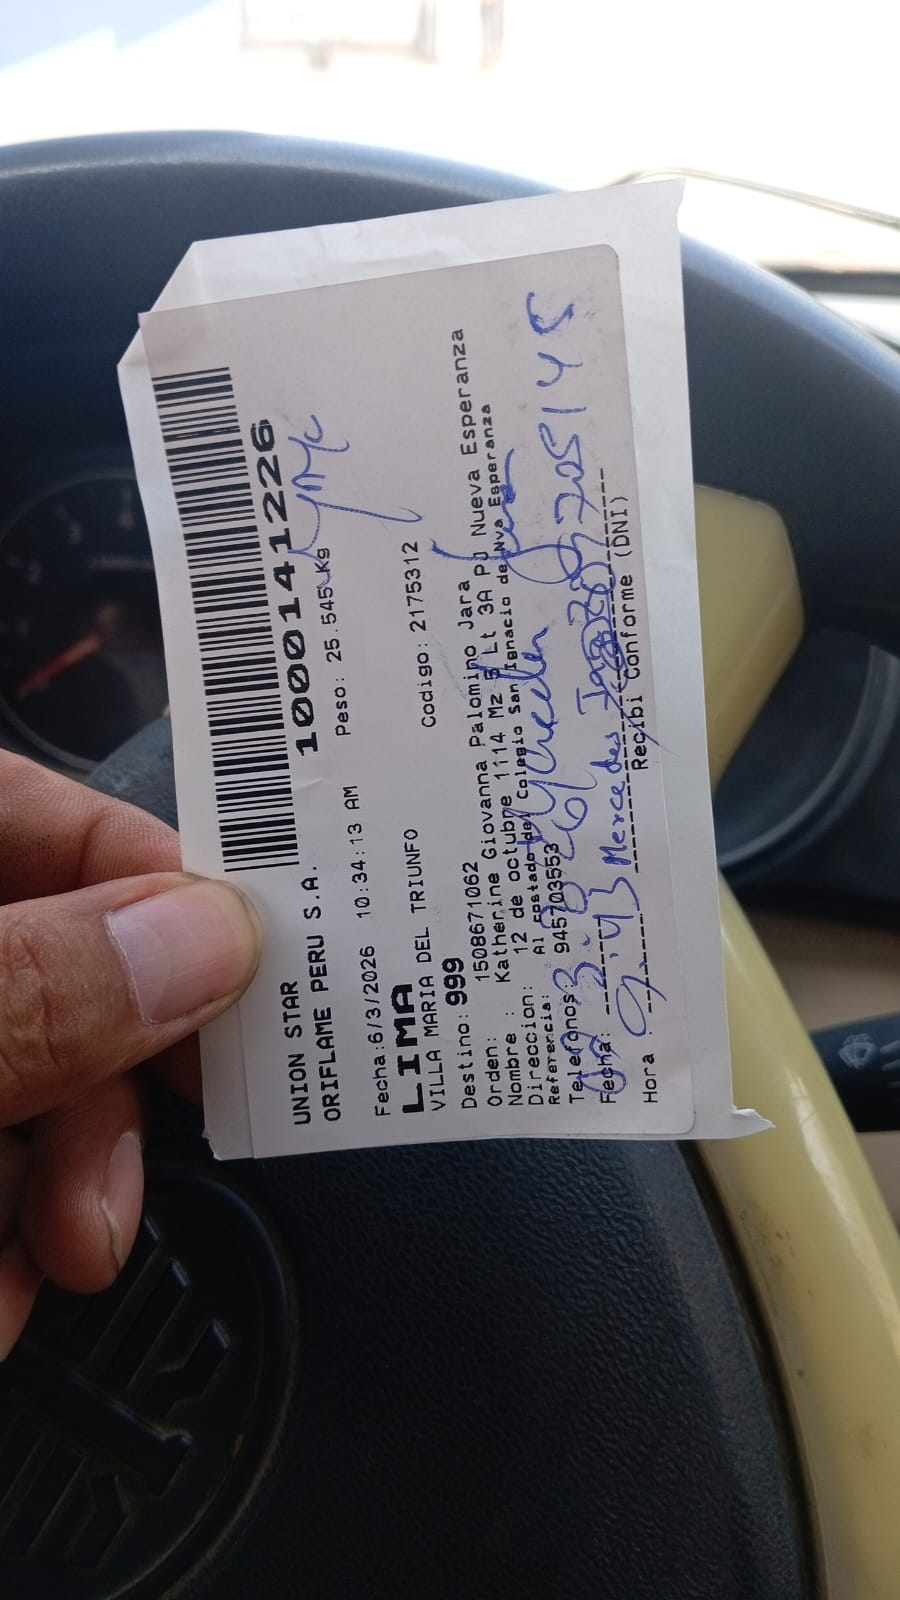 UNION STAR
ORIFLAME PERU S.A. 1000141226
Fecha:6/3/2026 10:34:13 AM Peso: 25.545 Kg
LIMA
VILLA MARIA DEL TRIUNFO Codigo: 2175312
Destino: 999
Orden: 1508671062
Nombre : Katherine Giovanna Palomino Jara
Direccion: 12 de octubre 1114 Mz Lt 3A PJ Nueva Esperanza
Referencia: Al costado del Colegio San Ignacio de Nva Esperanza
Telefonos: 945703553
Fecha:
Hora 9:43 Mercedes
Recibi Conforme (DNI)